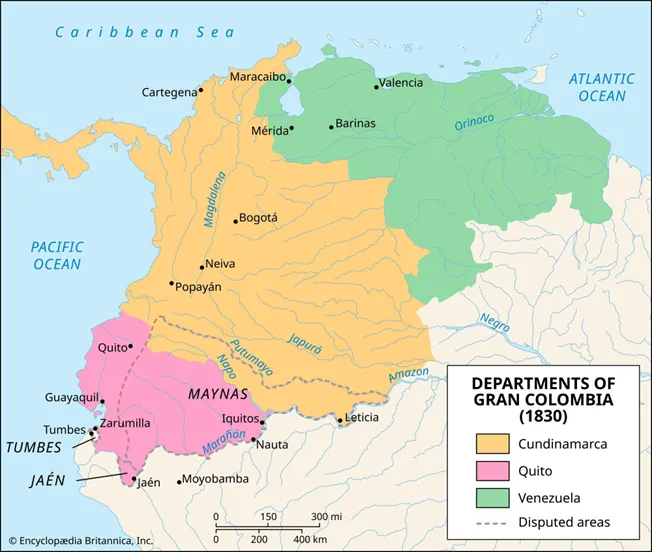 Caribbean Sea
Maracaibo
Valencia
ATLANTIC
OCEAN
Cartegena
Orinoco
Mérida
Barinas
Magdalena
Bogotá
PACIFIC
OCEAN
Neiva
Popayán
Negro
Quito
Putumayo
Japurá
Napo
Amazon
MAYNAS
Guayaquil
Iquitos
Leticia
Tumbes
Zarumilla
Marañón
Nauta
TUMBES
JAÉN
Jaén
Moyobamba
DEPARTMENTS OF
GRAN COLOMBIA
(1830)
Cundinamarca
Quito
Venezuela
Disputed areas
0 150 300 mi
0 200 400 km
© Encyclopædia Britannica, Inc.